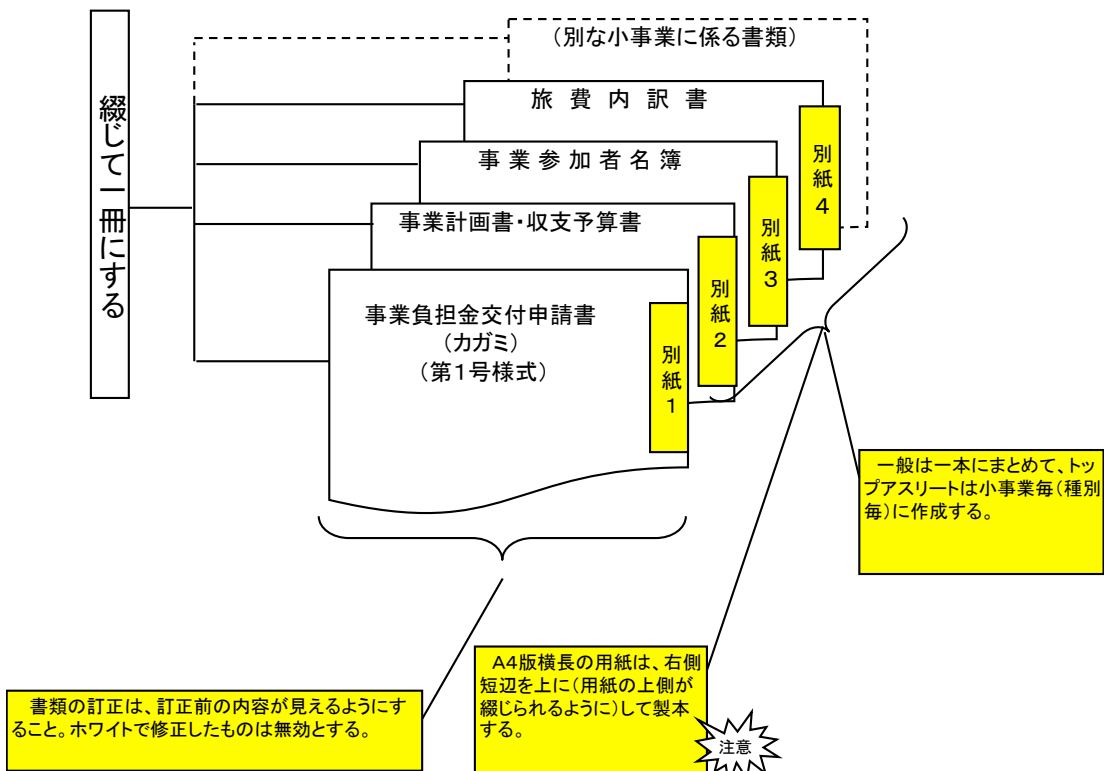 綴じて一冊にする
（別な小事業に係る書類）
旅費内訳書
別紙４
事業参加者名簿
別紙３
事業計画書・収支予算書
別紙２
事業負担金交付申請書
（カガミ）
（第１号様式）
別紙１
一般は一本にまとめて、トッ
プアスリートは小事業毎（種別
毎）に作成する。
Ａ４版横長の用紙は、右側
短辺を上に（用紙の上側が
綴じられるように）して製本
する。
注意
書類の訂正は、訂正前の内容が見えるようにす
ること。ホワイトで修正したものは無効とする。